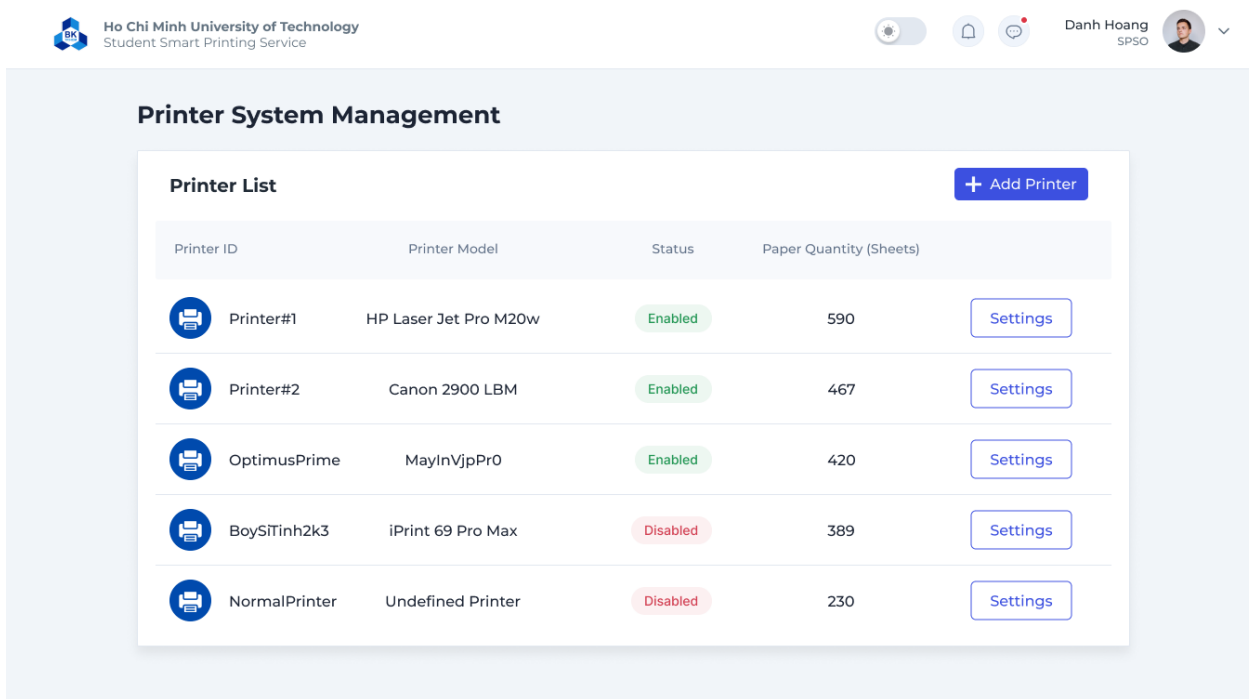 BK
Ho Chi Minh University of Technology
Student Smart Printing Service
Danh Hoang
SPSO
Printer System Management
Printer List
Add Printer
Printer ID Printer Model Status Paper Quantity (Sheets)
Printer#1 HP Laser Jet Pro M20w Enabled 590 Settings
Printer#2 Canon 2900 LBM Enabled 467 Settings
OptimusPrime MayInVjpPr0 Enabled 420 Settings
BoySiTinh2k3 iPrint 69 Pro Max Disabled 389 Settings
NormalPrinter Undefined Printer Disabled 230 Settings